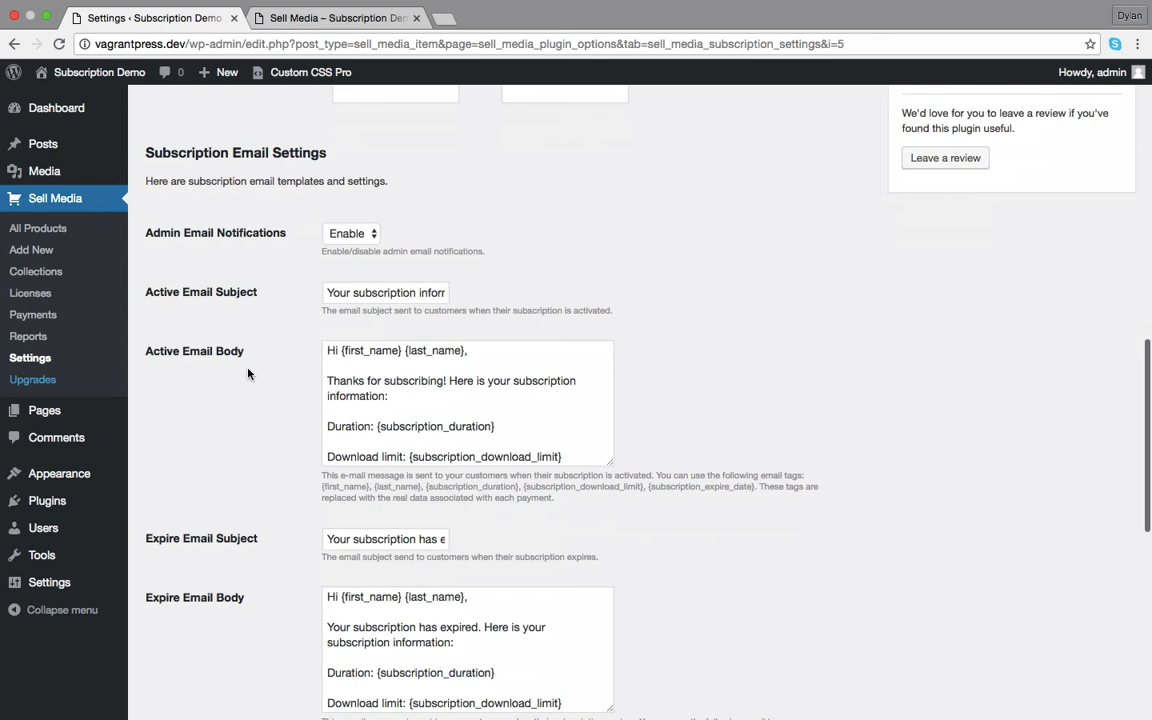 Settings ‹ Subscription Demo
Sell Media – Subscription Dem
Dyan
vagrantpress.dev/wp-admin/edit.php?post_type=sell_media_item&page=sell_media_plugin_options&tab=sell_media_subscription_settings&i=5
Subscription Demo
0
New
Custom CSS Pro
Howdy, admin
Dashboard
Posts
Media
Sell Media
All Products
Add New
Collections
Licenses
Payments
Reports
Settings
Upgrades
Pages
Comments
Appearance
Plugins
Users
Tools
Settings
Collapse menu
We'd love for you to leave a review if you've
found this plugin useful.
Leave a review
Subscription Email Settings
Here are subscription email templates and settings.
Admin Email Notifications
Enable
Enable/disable admin email notifications.
Active Email Subject
Your subscription inforr
The email subject sent to customers when their subscription is activated.
Active Email Body
Hi {first_name} {last_name},
Thanks for subscribing! Here is your subscription
information:
Duration: {subscription_duration}
Download limit: {subscription_download_limit}
This e-mail message is sent to your customers when their subscription is activated. You can use the following email tags:
{first_name}, {last_name}, {subscription_duration}, {subscription_download_limit}, {subscription_expire_date}. These tags are
replaced with the real data associated with each payment.
Expire Email Subject
Your subscription has e
The email subject send to customers when their subscription expires.
Expire Email Body
Hi {first_name} {last_name},
Your subscription has expired. Here is your
subscription information:
Duration: {subscription_duration}
Download limit: {subscription_download_limit}